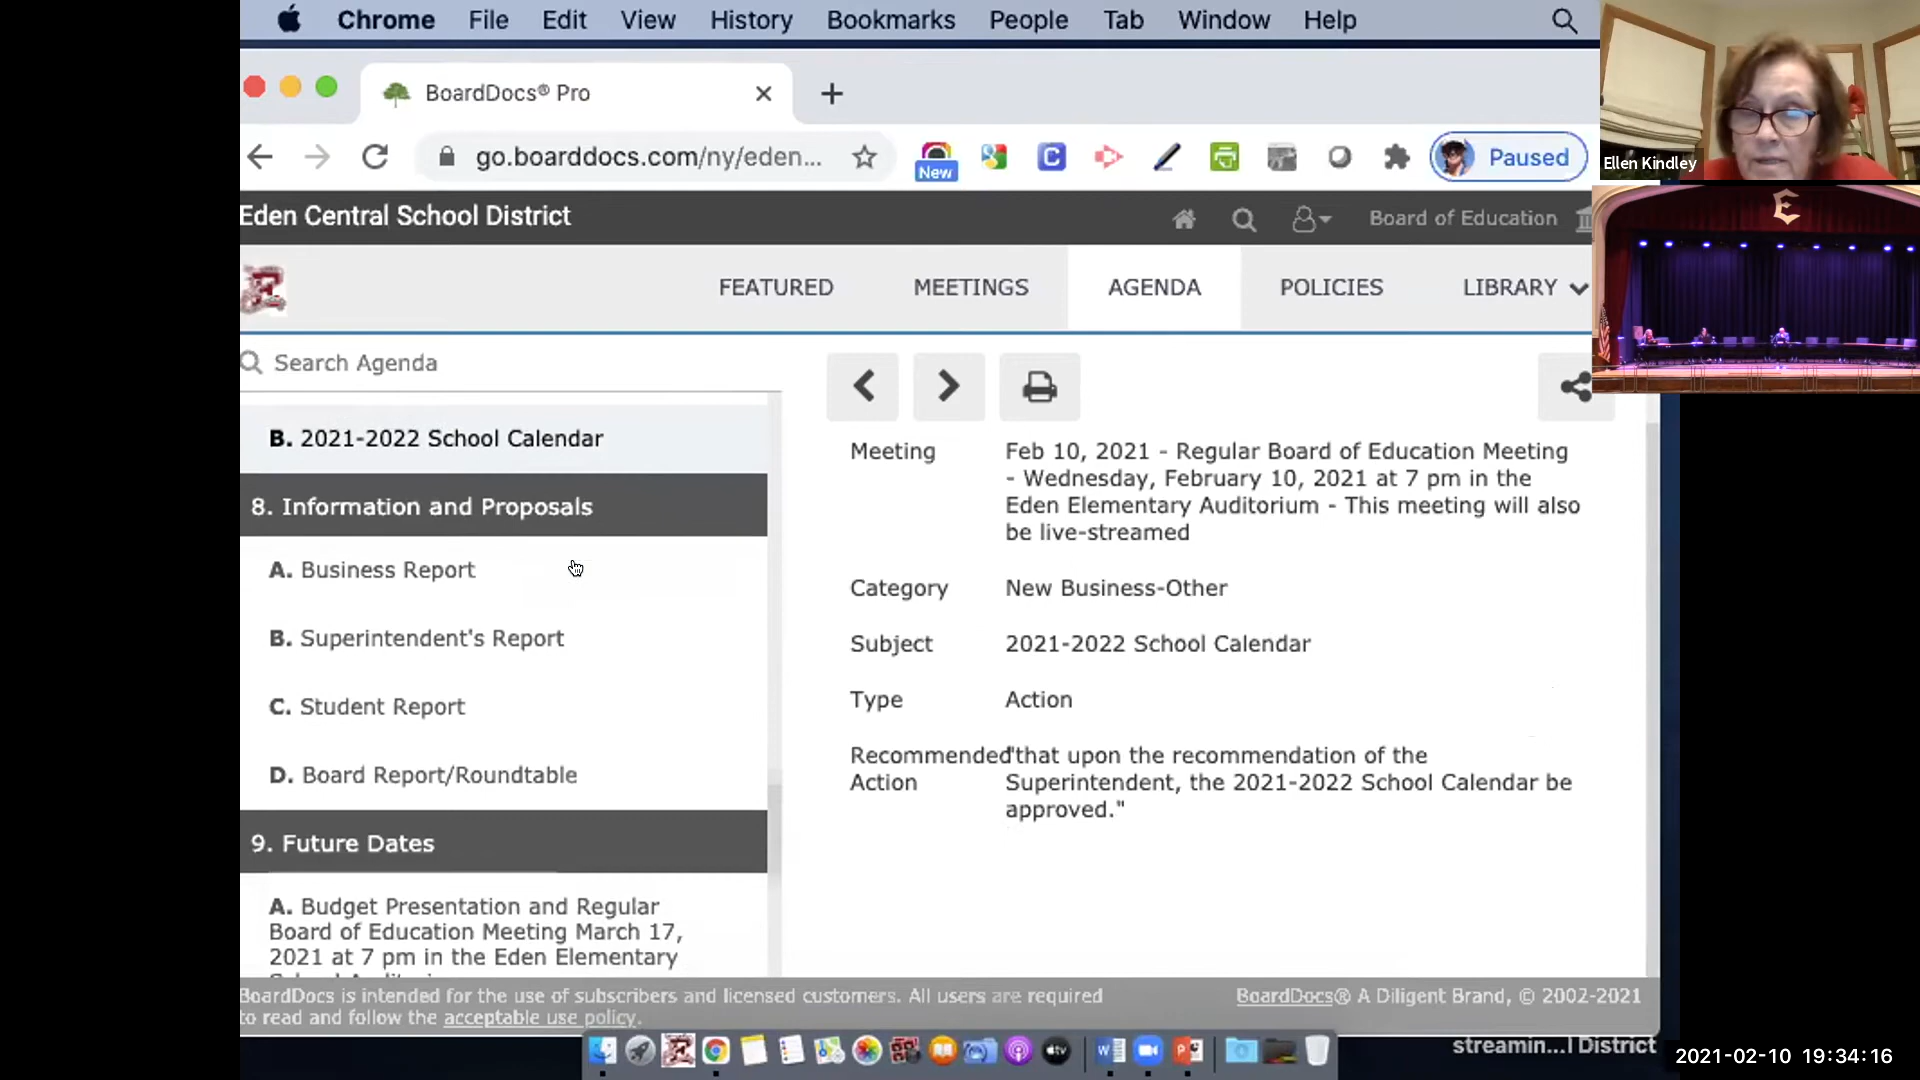 Chrome File Edit View History Bookmarks People Tab Window Help
BoardDocs® Pro
go.boarddocs.com/ny/eden...
New
C
Paused
Ellen Kindley
E
Eden Central School District
Board of Education
FEATURED MEETINGS AGENDA POLICIES LIBRARY
Search Agenda
B. 2021-2022 School Calendar
8. Information and Proposals
A. Business Report
B. Superintendent's Report
C. Student Report
D. Board Report/Roundtable
9. Future Dates
A. Budget Presentation and Regular
Board of Education Meeting March 17,
2021 at 7 pm in the Eden Elementary
Meeting Feb 10, 2021 - Regular Board of Education Meeting
- Wednesday, February 10, 2021 at 7 pm in the
Eden Elementary Auditorium - This meeting will also
be live-streamed
Category New Business-Other
Subject 2021-2022 School Calendar
Type Action
Recommended "that upon the recommendation of the
Action Superintendent, the 2021-2022 School Calendar be
approved."
BoardDocs is intended for the use of subscribers and licensed customers. All users are required
to read and follow the acceptable use policy.
BoardDocs® A Diligent Brand, © 2002-2021
streamin...l District
2021-02-10 19:34:16